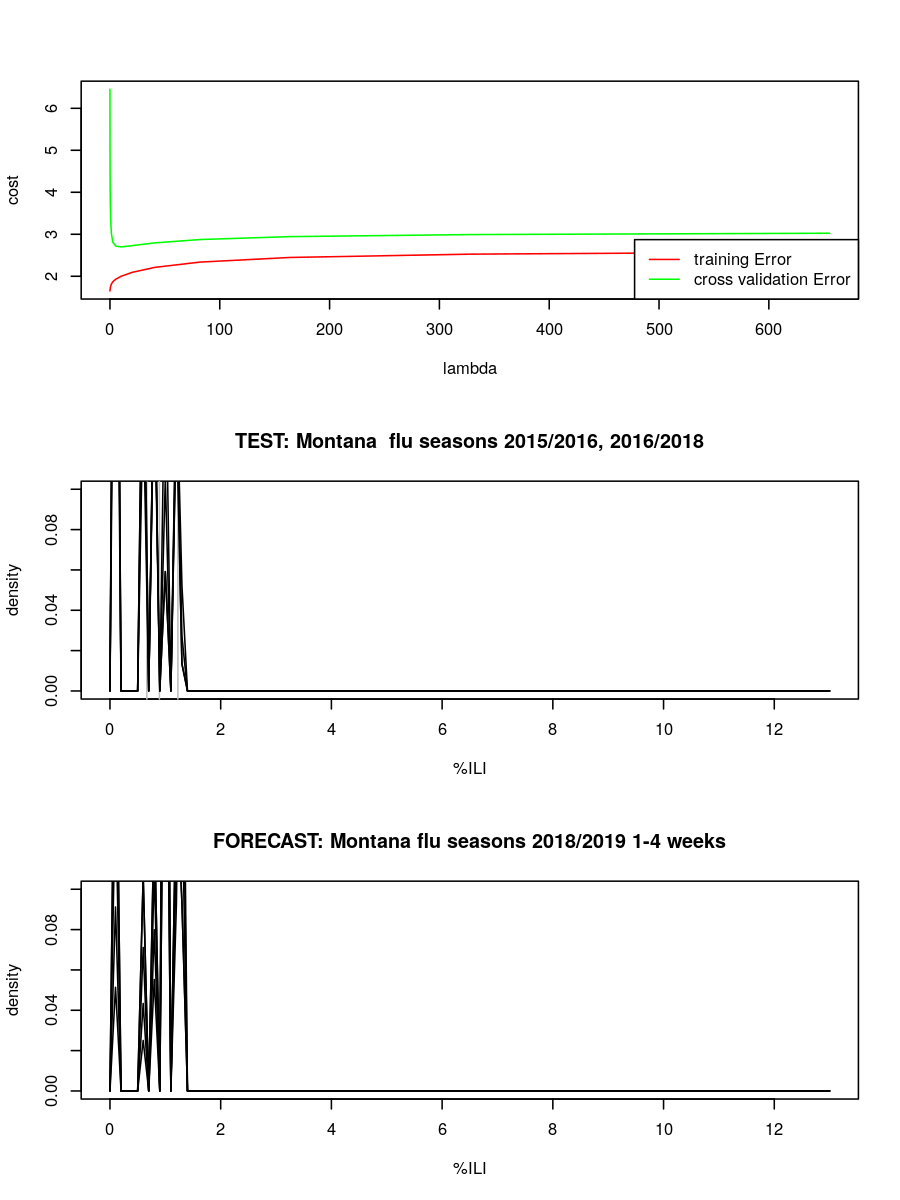 cost
6
5
4
3
2
training Error
cross validation Error
0 100 200 300 400 500 600
lambda
TEST: Montana  flu seasons 2015/2016, 2016/2018
density
0.08
0.04
0.00
0 2 4 6 8 10 12
%ILI
FORECAST: Montana flu seasons 2018/2019 1-4 weeks
density
0.08
0.04
0.00
0 2 4 6 8 10 12
%ILI